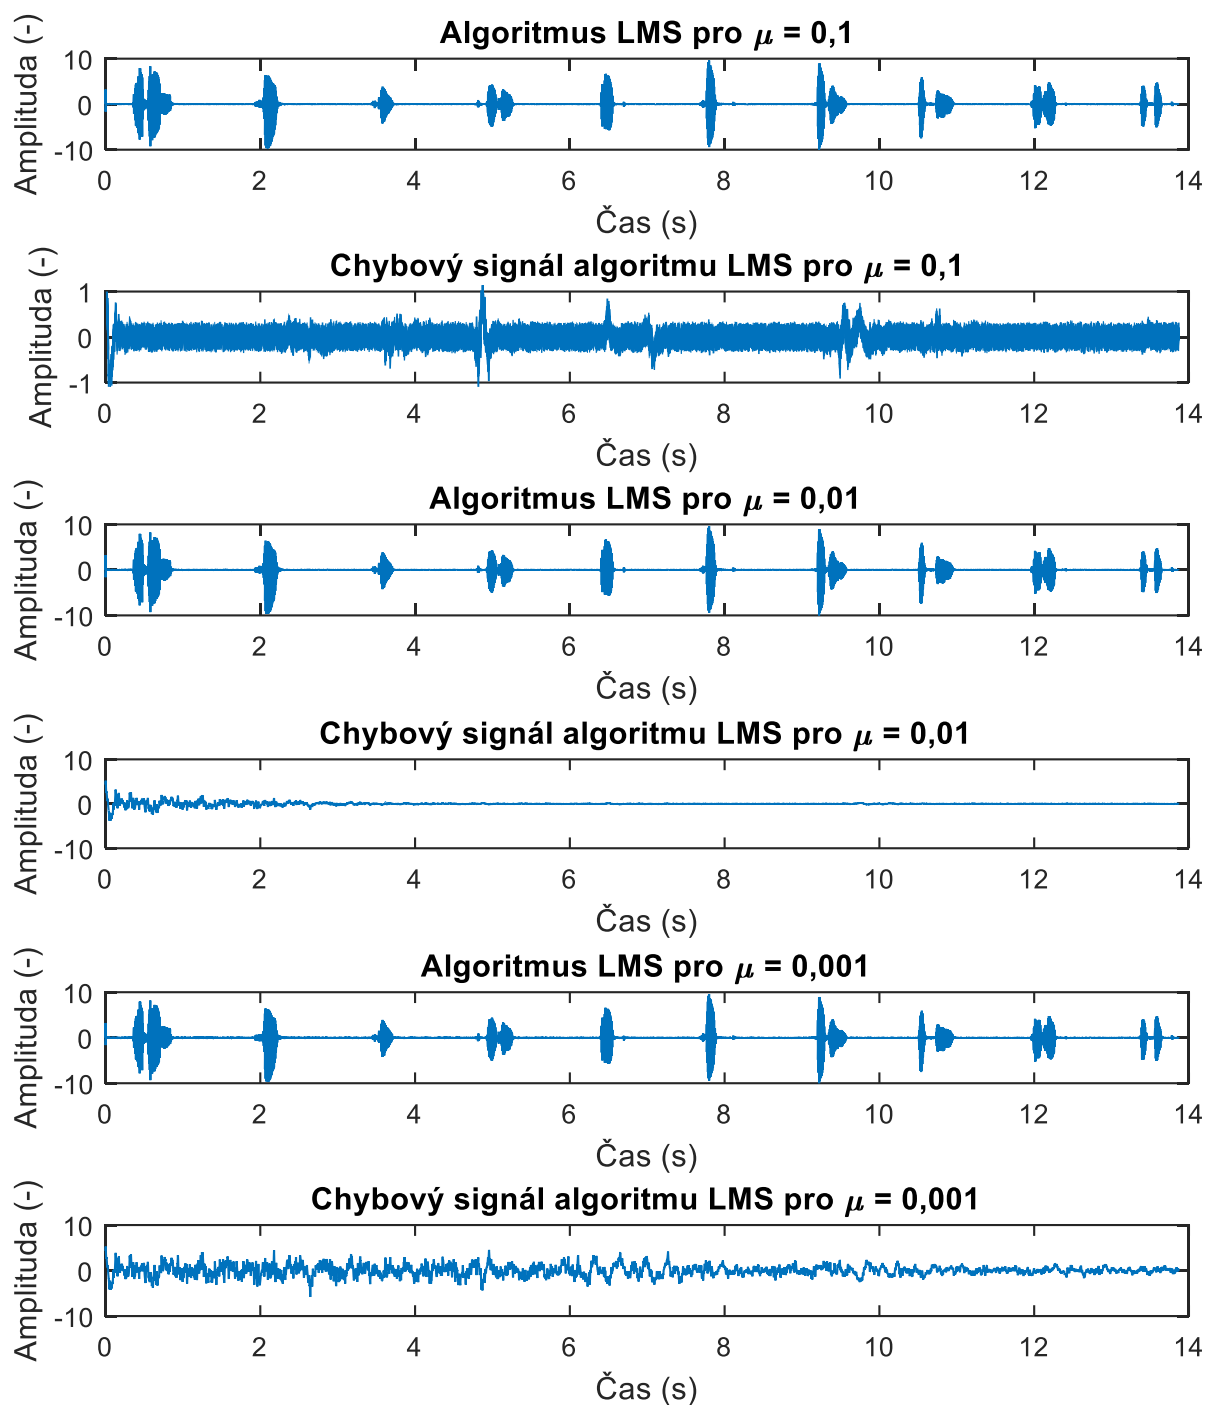 Algoritmus LMS pro μ = 0,1
Amplituda (-)
10
0
-10
0 2 4 6 8 10 12 14
Čas (s)
Chybový signál algoritmu LMS pro μ = 0,1
Amplituda (-)
1
0
-1
0 2 4 6 8 10 12 14
Čas (s)
Algoritmus LMS pro μ = 0,01
Amplituda (-)
10
0
-10
0 2 4 6 8 10 12 14
Čas (s)
Chybový signál algoritmu LMS pro μ = 0,01
Amplituda (-)
10
0
-10
0 2 4 6 8 10 12 14
Čas (s)
Algoritmus LMS pro μ = 0,001
Amplituda (-)
10
0
-10
0 2 4 6 8 10 12 14
Čas (s)
Chybový signál algoritmu LMS pro μ = 0,001
Amplituda (-)
10
0
-10
0 2 4 6 8 10 12 14
Čas (s)